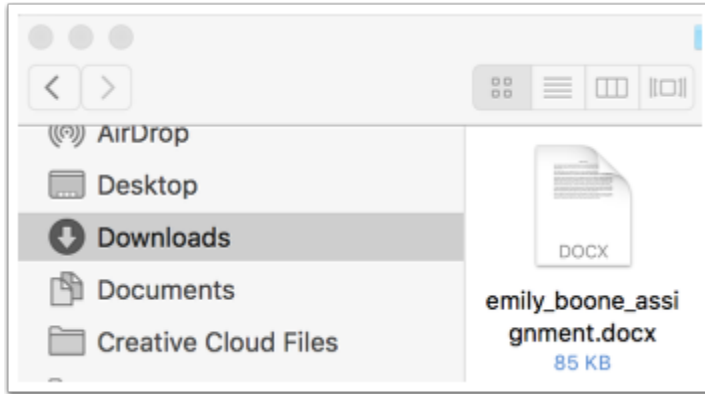 AirDrop
Desktop
Downloads
Documents
Creative Cloud Files
DOCX
emily_boone_assi
gnment.docx
85 KB